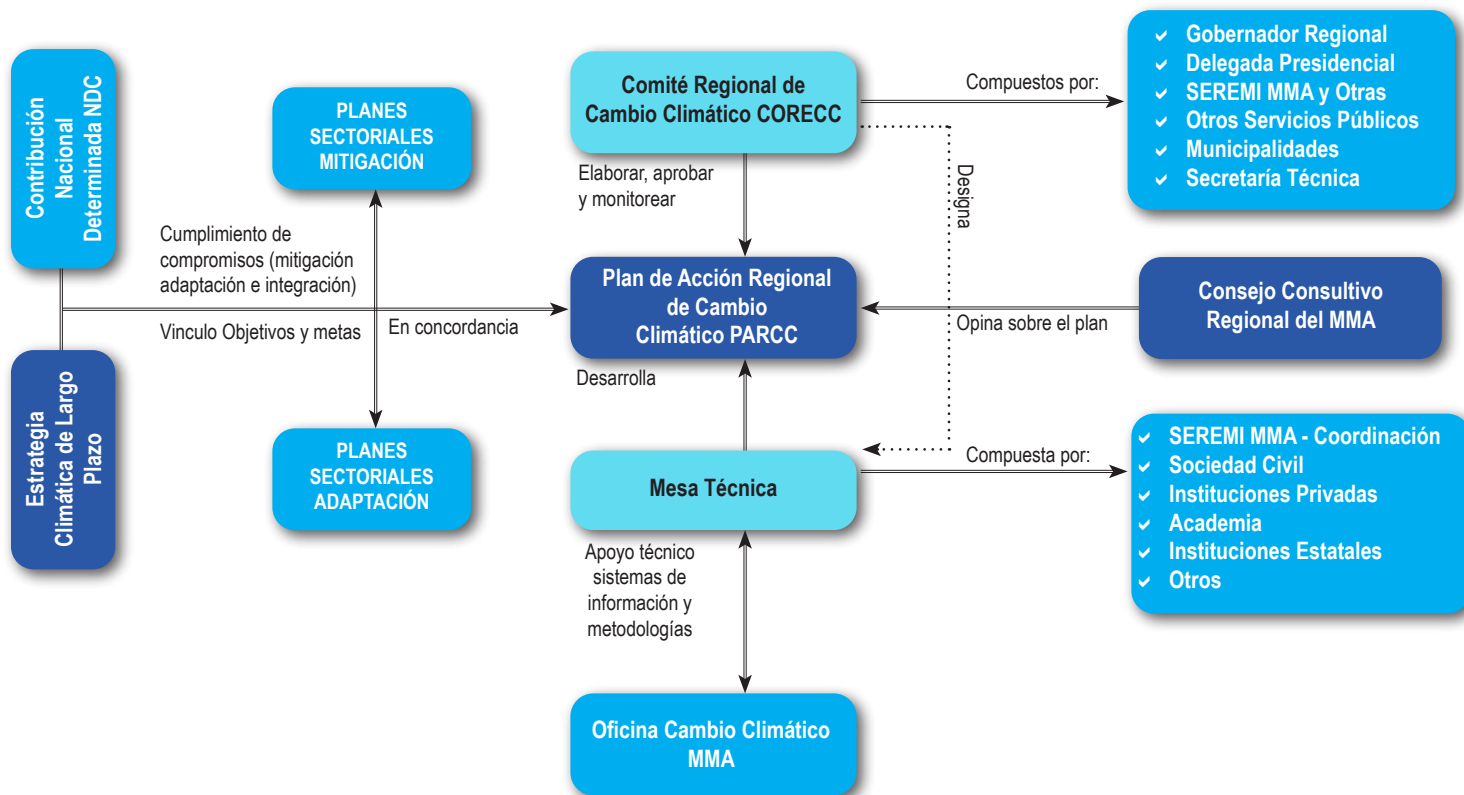 Contribución
Nacional
Determinada NDC
Estrategia
Climática de Largo
Plazo
PLANES
SECTORIALES
MITIGACIÓN
Cumplimiento de
compromisos (mitigación
adaptación e integración)
Vinculo Objetivos y metas
En concordancia
PLANES
SECTORIALES
ADAPTACIÓN
Comité Regional de
Cambio Climático CORECC
Elaborar, aprobar
y monitorear
Designa
Compuestos por:
Gobernador Regional
Delegada Presidencial
SEREMI MMA y Otras
Otros Servicios Públicos
Municipalidades
Secretaría Técnica
Plan de Acción Regional
de Cambio
Climático PARCC
Opina sobre el plan
Consejo Consultivo
Regional del MMA
Desarrolla
Mesa Técnica
Compuesta por:
SEREMI MMA - Coordinación
Sociedad Civil
Instituciones Privadas
Academia
Instituciones Estatales
Otros
Apoyo técnico
sistemas de
información y
metodologías
Oficina Cambio Climático
MMA